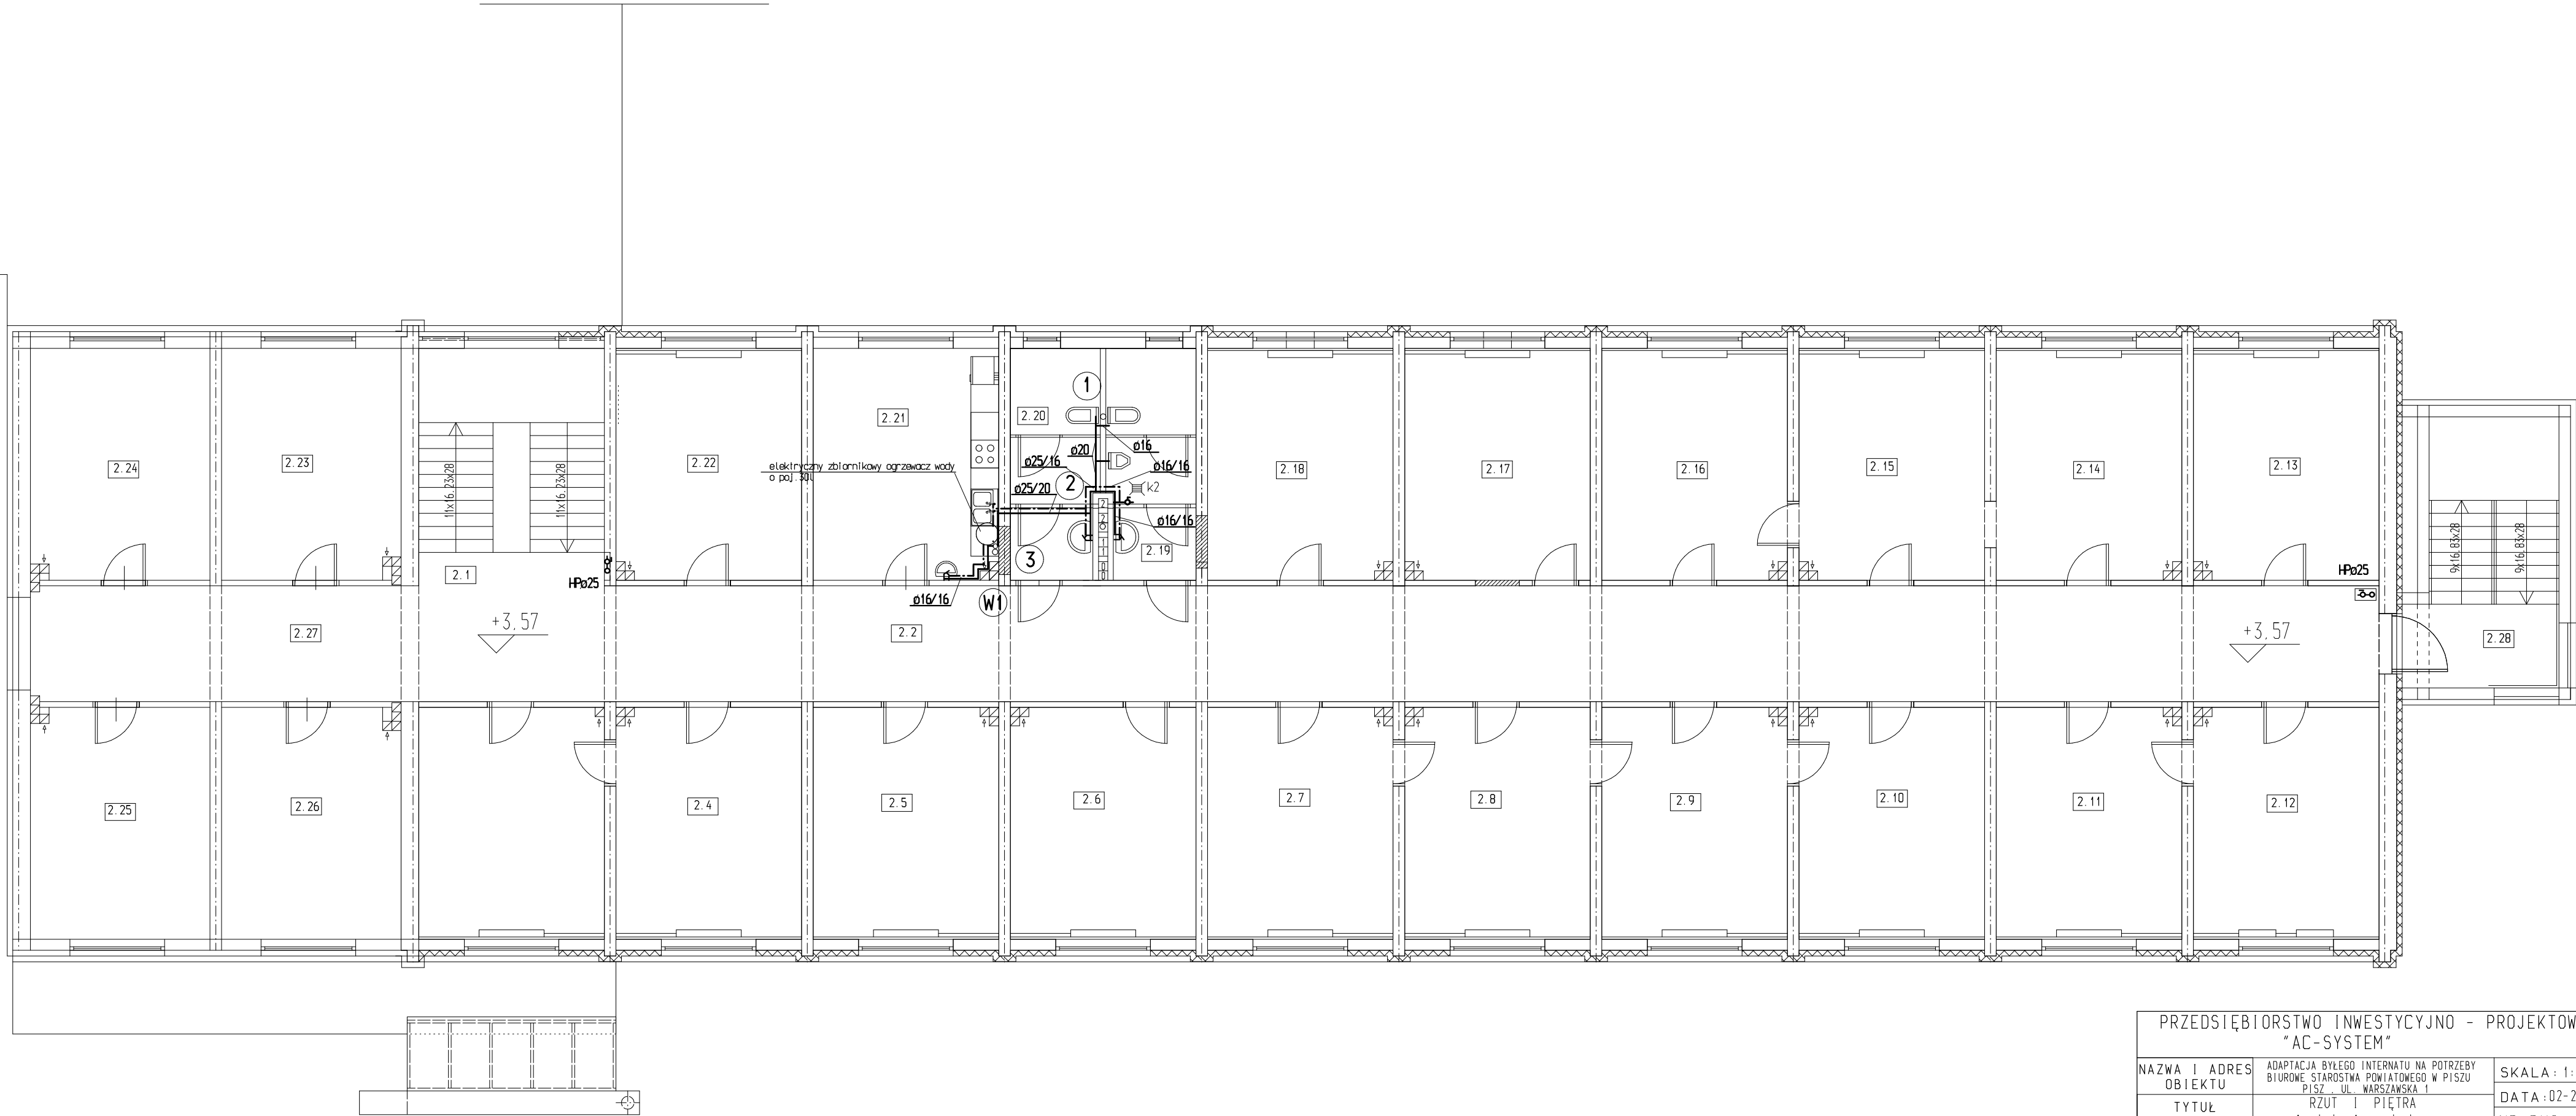 1
2.20
2.21
ø16
ø20
2.24
2.23
2.22
elektryczny zbiornikowy ogrzewacz wody
o poj. 30l
ø25/16
ø16/16
2.18
2.17
2.16
2.15
2.14
2.13
11x16,23x28
11x16,23x28
ø25/20
2
k2
ø16/16
9x16,83x28
9x16,83x28
3
2.19
2.1
HPø25
HPø25
ø16/16
W1
2.27
+3,57
2.2
+3,57
2.28
2.25
2.26
2.4
2.5
2.6
2.7
2.8
2.9
2.10
2.11
2.12
PRZEDSIĘBIORSTWO INWESTYCYJNO - PROJEKTOW
"AC-SYSTEM"
NAZWA I ADRES
OBIEKTU
ADAPTACJA BYŁEGO INTERNATU NA POTRZEBY
BIUROWE STAROSTWA POWIATOWEGO W PISZU
PISZ , UL. WARSZAWSKA 1
SKALA: 1:
DATA: 02-2
TYTUŁ
RZUT I PIĘTRA